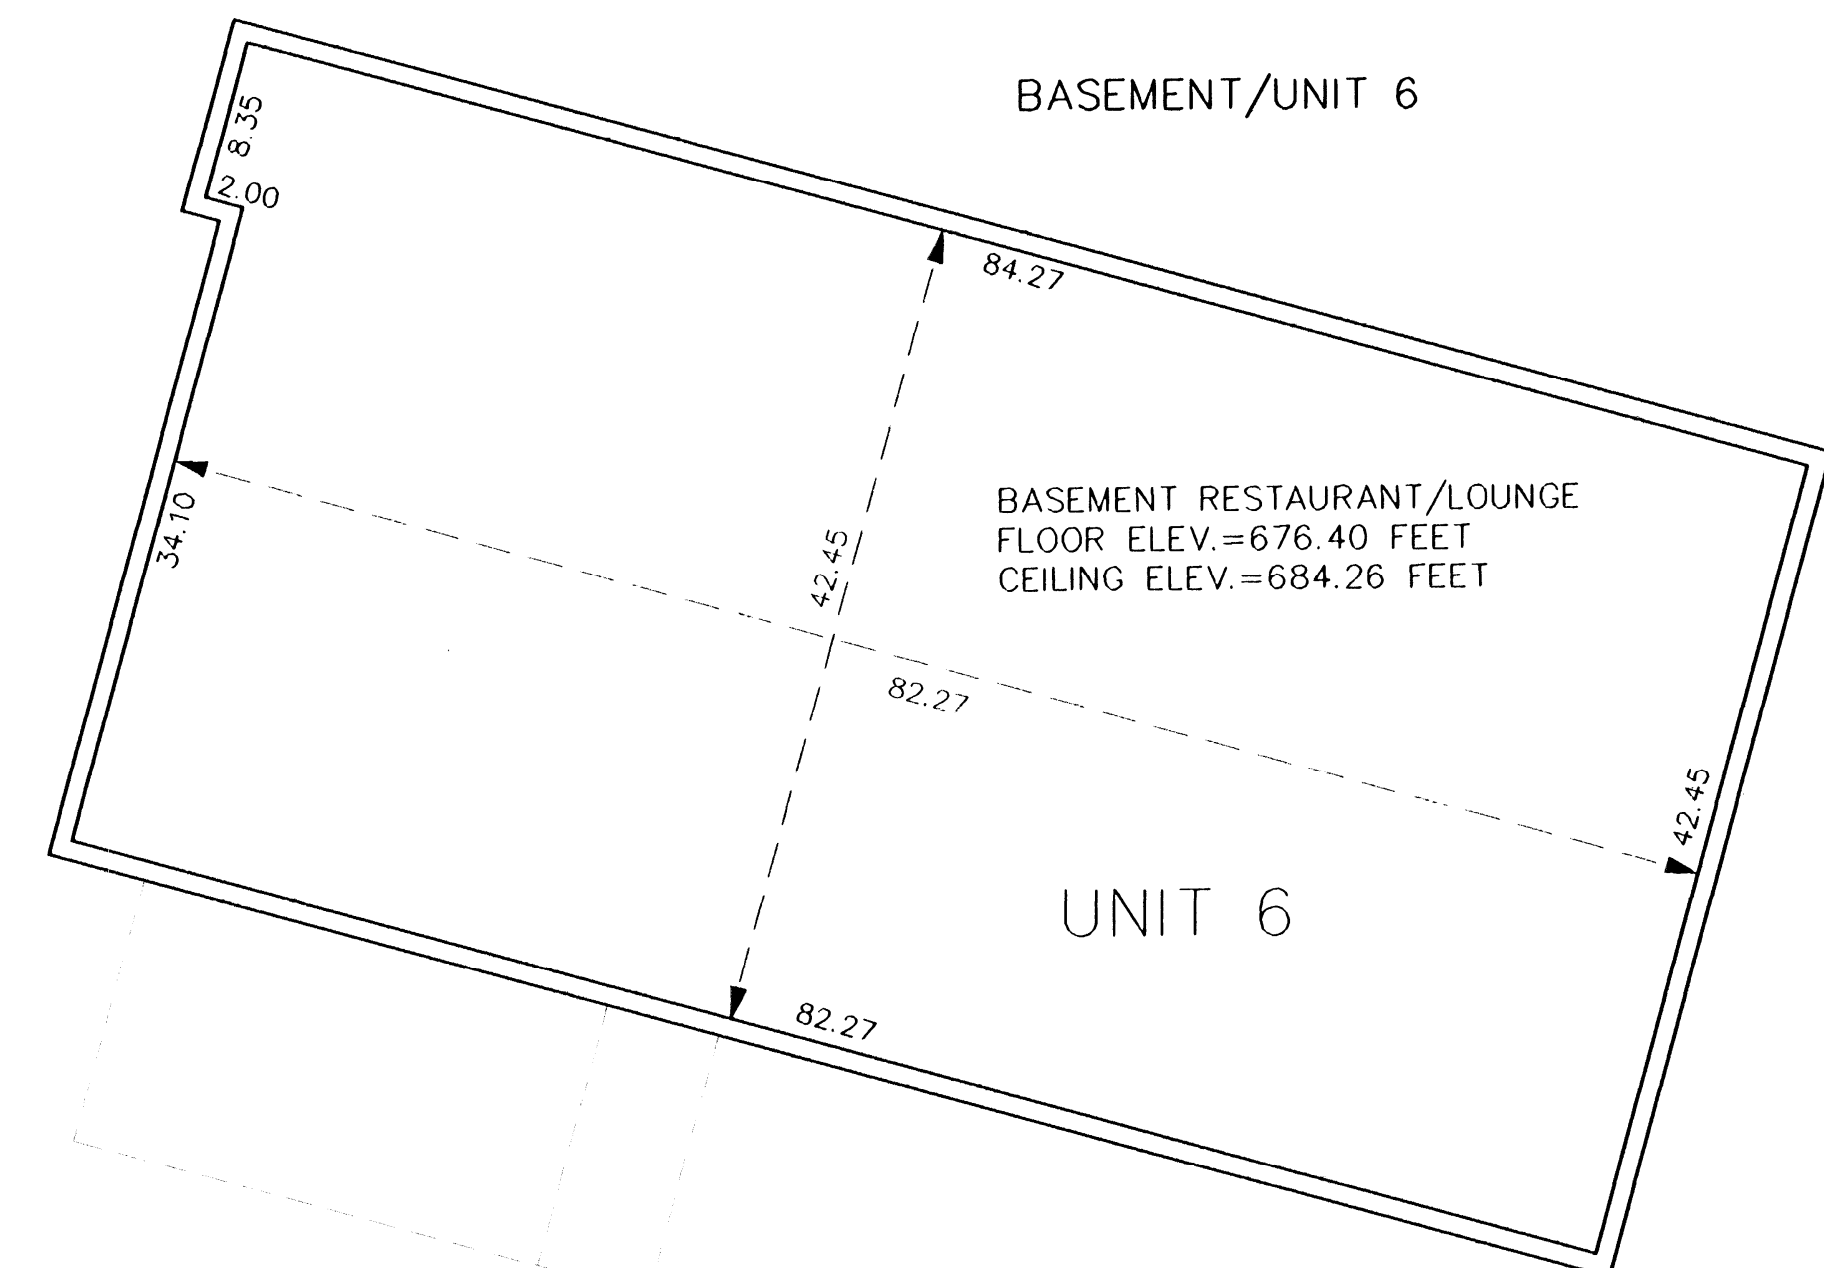 BASEMENT/UNIT 6
8.35
2.00
84.27
BASEMENT RESTAURANT/LOUNGE
FLOOR ELEV.=676.40 FEET
CEILING ELEV.=684.26 FEET
34.10
42.45
82.27
42.45
UNIT 6
82.27